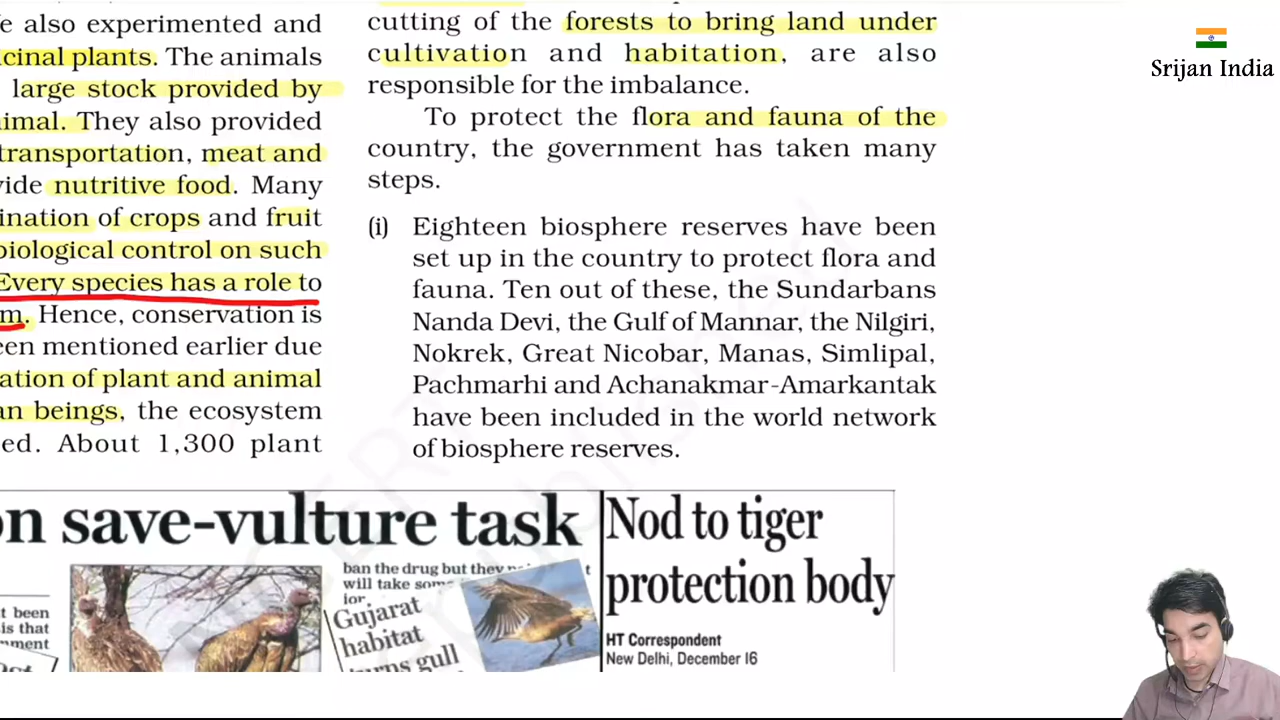 e also experimented and
cinal plants. The animals
large stock provided by
imal. They also provided
transportation, meat and
vide nutritive food. Many
ination of crops and fruit
biological control on such
Every species has a role to
m. Hence, conservation is
een mentioned earlier due
ation of plant and animal
an beings, the ecosystem
ed. About 1,300 plant
cutting of the forests to bring land under
cultivation and habitation, are also
responsible for the imbalance.
To protect the flora and fauna of the
country, the government has taken many
steps.
(i) Eighteen biosphere reserves have been
set up in the country to protect flora and
fauna. Ten out of these, the Sundarbans
Nanda Devi, the Gulf of Mannar, the Nilgiri,
Nokrek, Great Nicobar, Manas, Simlipal,
Pachmarhi and Achanakmar-Amarkantak
have been included in the world network
of biosphere reserves.
on save-vulture task
t been
is that
ban the drug but they
will take
Gujarat
habitat
gull
Nod to tiger
protection body
HT Correspondent
New Delhi, December 16
Srijan India